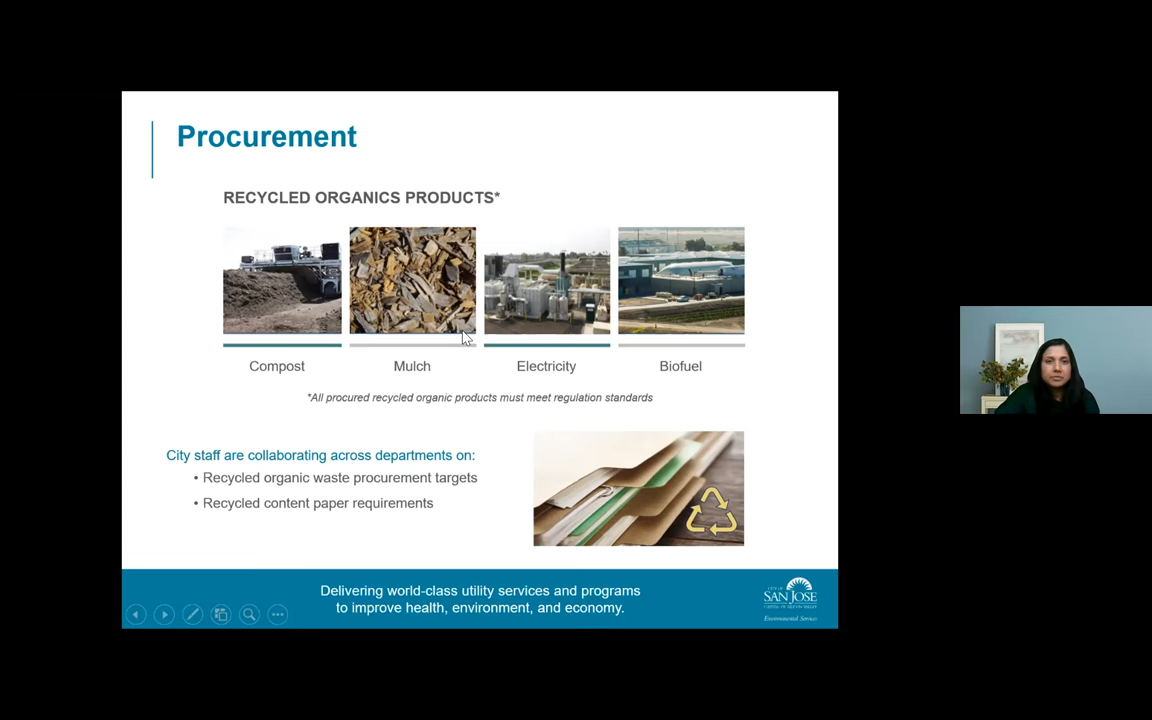 Procurement
RECYCLED ORGANICS PRODUCTS*
Compost
Mulch
Electricity
Biofuel
*All procured recycled organic products must meet regulation standards
City staff are collaborating across departments on:
• Recycled organic waste procurement targets
• Recycled content paper requirements
Delivering world-class utility services and programs
to improve health, environment, and economy.
CITY OF
SAN JOSE
CAPITAL OF SILICON VALLEY
Environmental Services